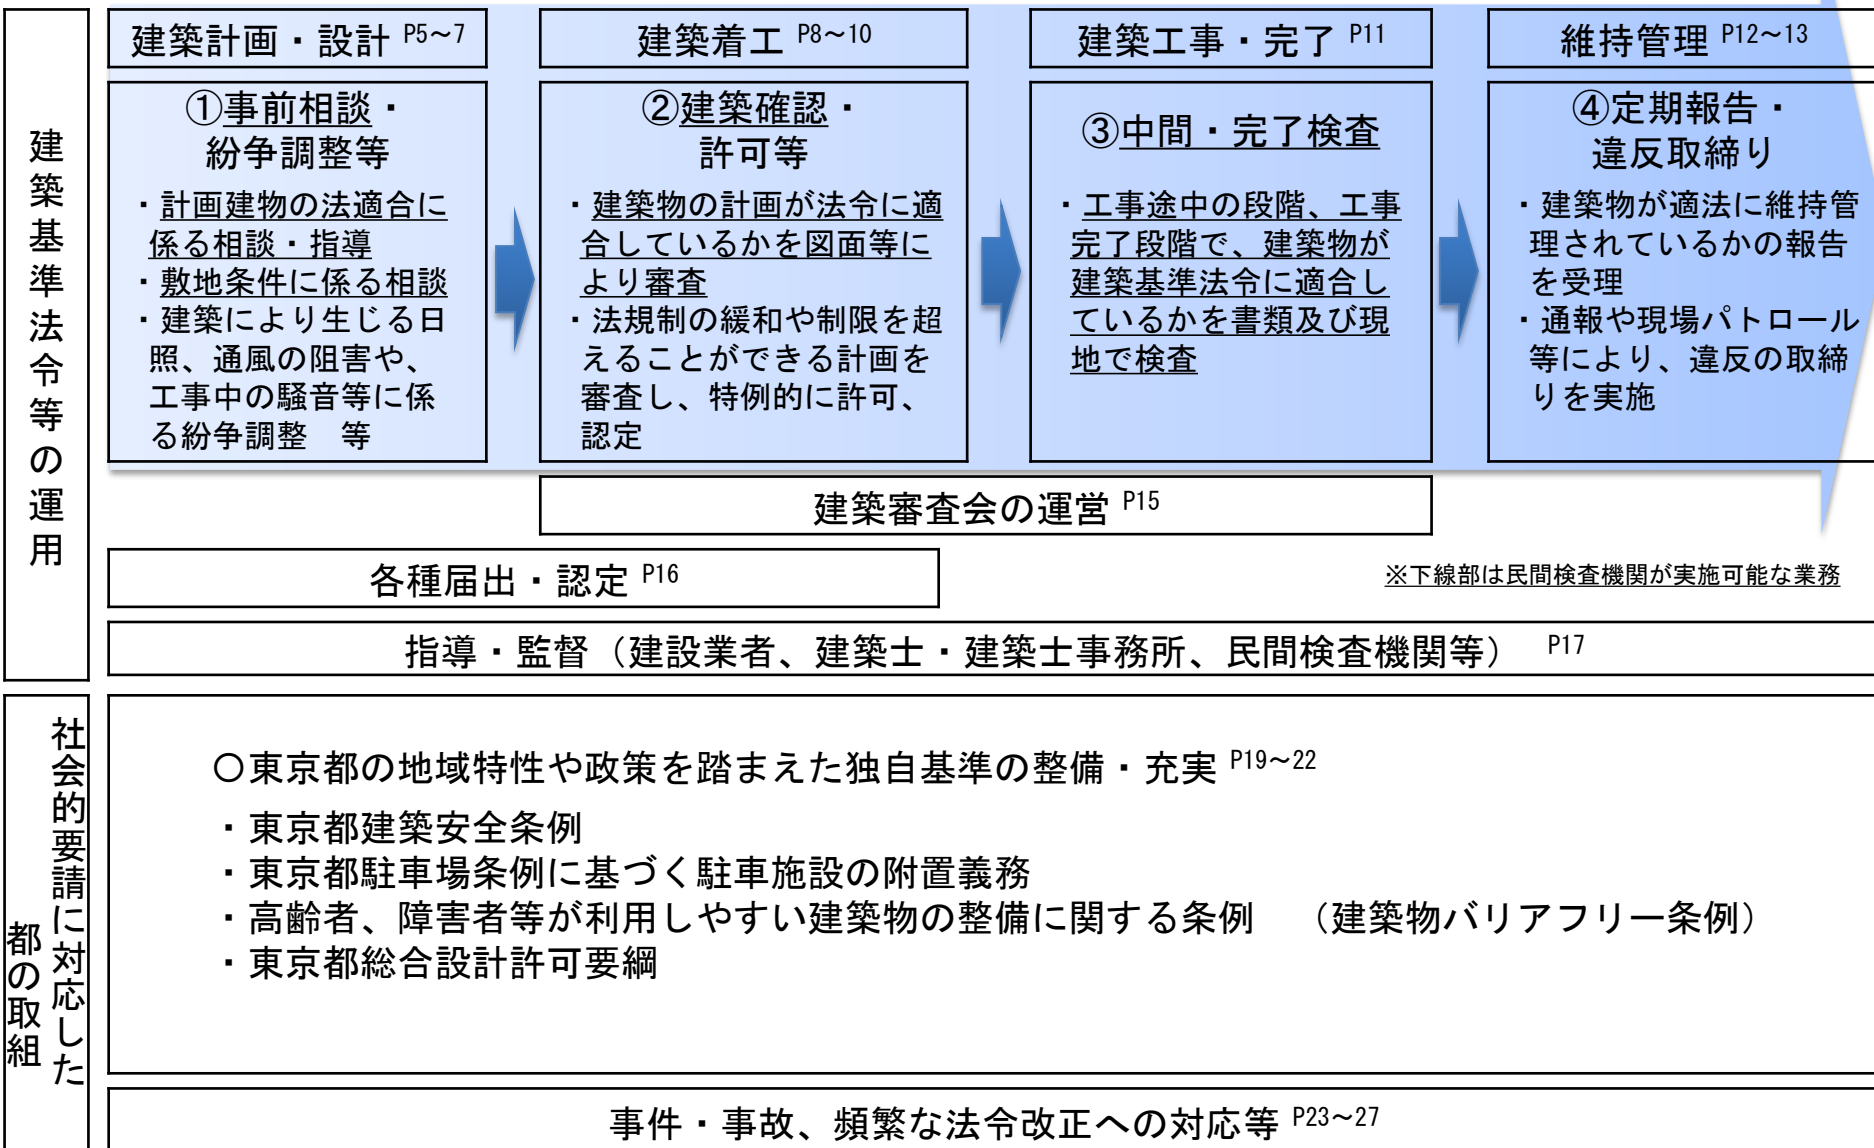 建築基準法令等の運用
建築計画・設計 P5～7
①事前相談・
紛争調整等
・計画建物の法適合に
係る相談・指導
・敷地条件に係る相談
・建築により生じる日
照、通風の阻害や、
工事中の騒音等に係
る紛争調整　等
建築着工 P8～10
②建築確認・
許可等
・建築物の計画が法令に適
合しているかを図面等に
より審査
・法規制の緩和や制限を超
えることができる計画を
審査し、特例的に許可、
認定
建築工事・完了 P11
③中間・完了検査
・工事途中の段階、工事
完了段階で、建築物が
建築基準法令に適合し
ているかを書類及び現
地で検査
維持管理 P12～13
④定期報告・
違反取締り
・建築物が適法に維持管
理されているかの報告
を受理
・通報や現場パトロール
等により、違反の取締
りを実施
建築審査会の運営 P15
各種届出・認定 P16
※下線部は民間検査機関が実施可能な業務
指導・監督（建設業者、建築士・建築士事務所、民間検査機関等） P17
社会的要請に対応した
都の取組
○東京都の地域特性や政策を踏まえた独自基準の整備・充実 P19～22
・東京都建築安全条例
・東京都駐車場条例に基づく駐車施設の附置義務
・高齢者、障害者等が利用しやすい建築物の整備に関する条例　（建築物バリアフリー条例）
・東京都総合設計許可要綱
事件・事故、頻繁な法令改正への対応等 P23～27